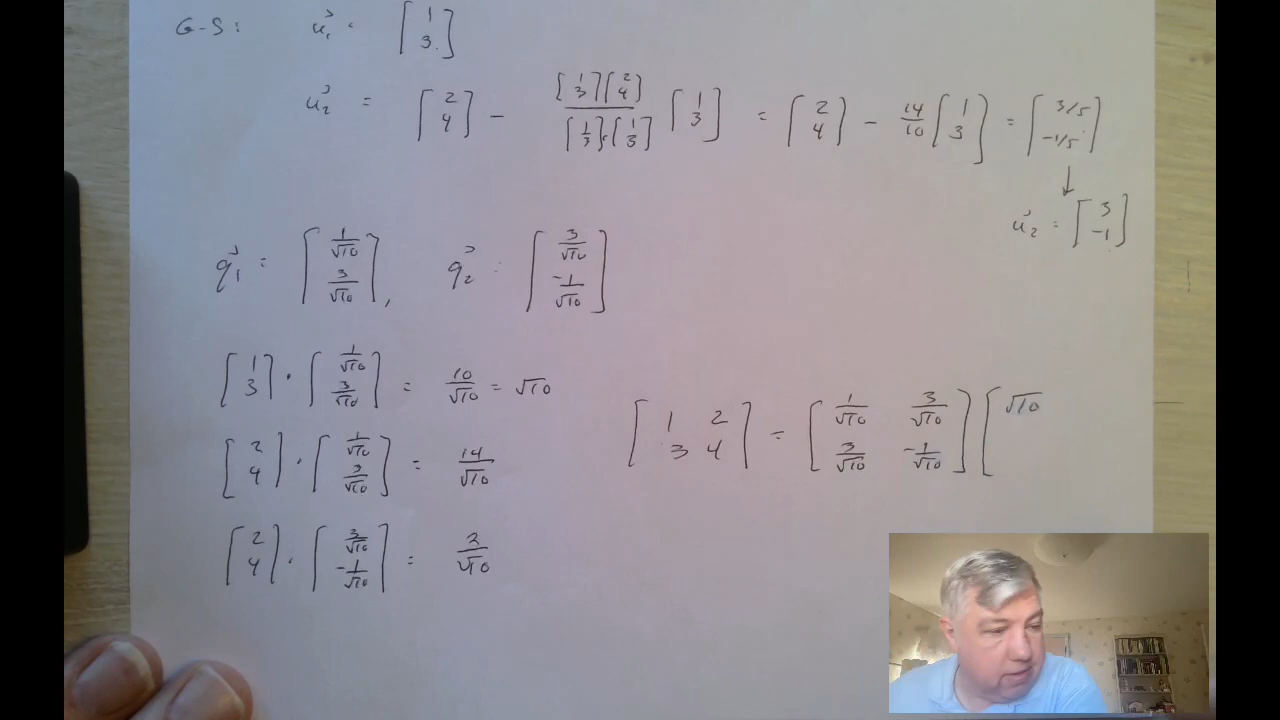 G-S: u⃗₁ = [1 3]
u⃗₂ = [2 4] - [1 3][2 4] / [1 3]·[1 3] [1 3] = [2 4] - 14/10 [1 3] = [3/5 -1/5]
↓
u⃗₂ = [3 -1]
q⃗₁ = [1/√10 3/√10], q⃗₂ = [3/√10 -1/√10]
[1 3] · [1/√10 3/√10] = 10/√10 = √10
[2 4] · [1/√10 3/√10] = 14/√10
[1 2 3 4] = [1/√10 3/√10 3/√10 -1/√10] [√10
[2 4] · [3/√10 -1/√10] = 2/√10